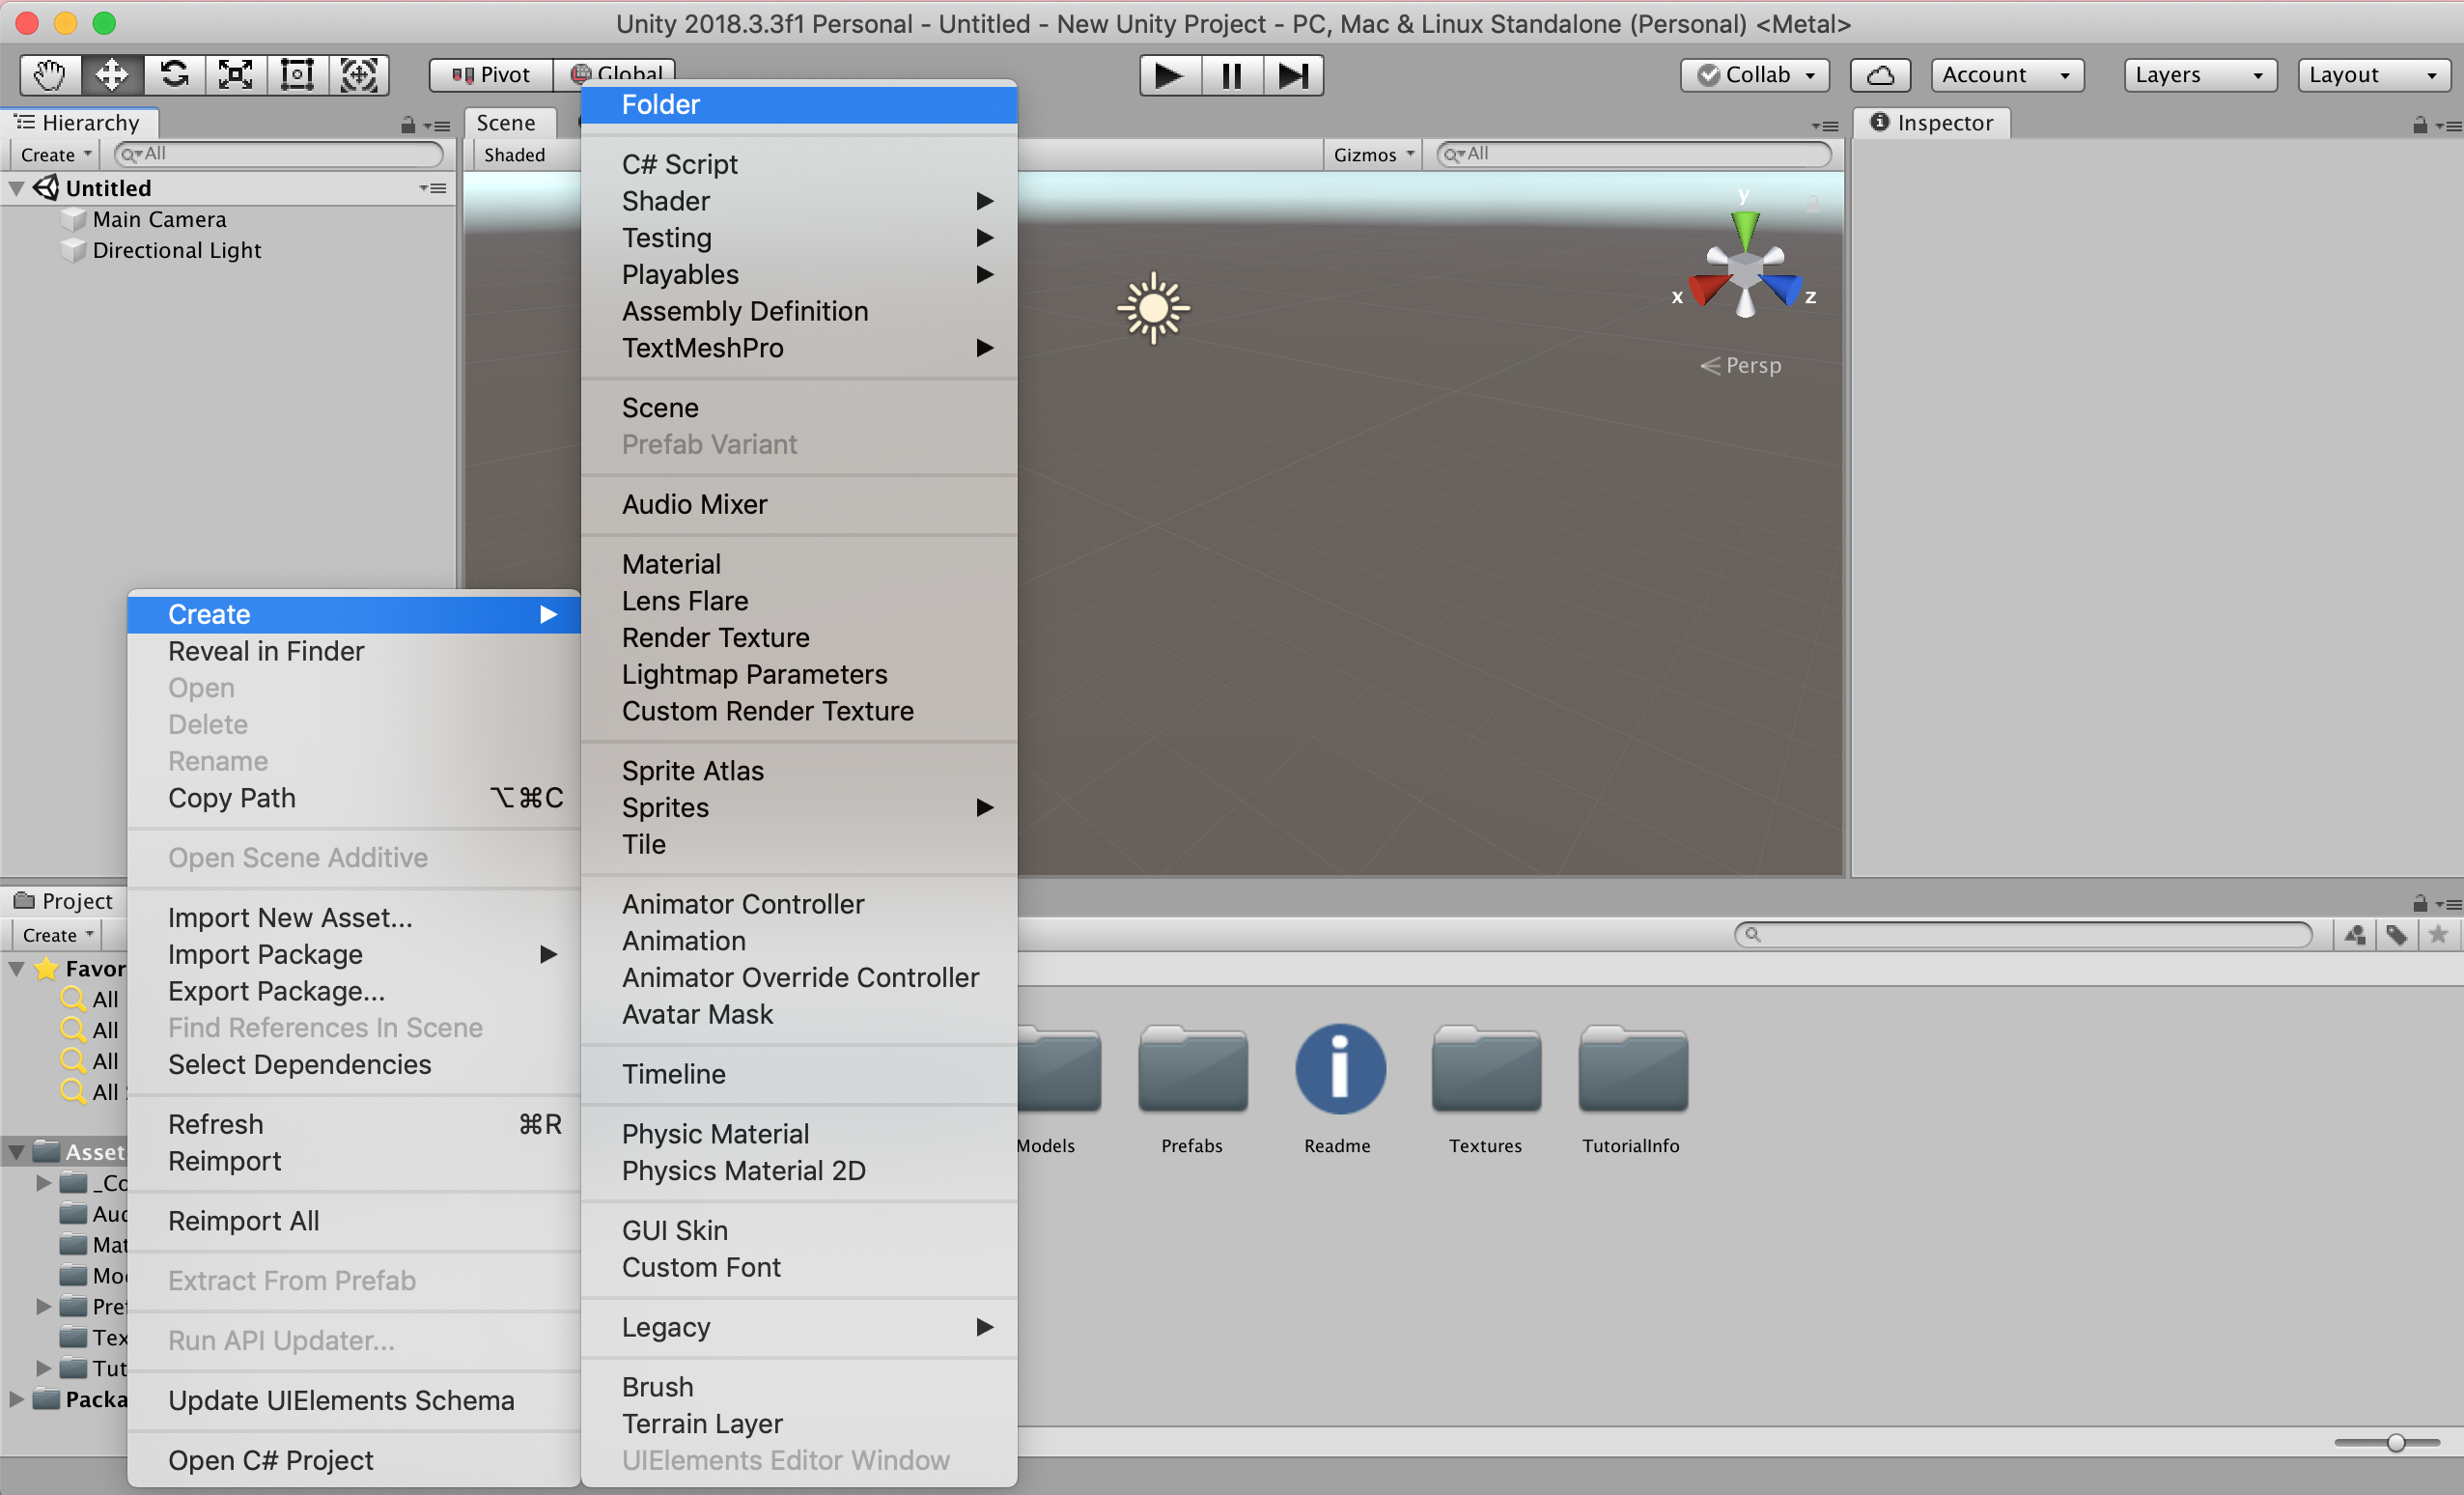 Unity 2018.3.3f1 Personal - Untitled - New Unity Project - PC, Mac & Linux Standalone (Personal) <Metal>
Pivot
Global
Collab
Account
Layers
Layout
Hierarchy
Create
All
Untitled
Main Camera
Directional Light
Scene
Shaded
Gizmos
All
y
x
z
Persp
Inspector
Folder
C# Script
Shader
Testing
Playables
Assembly Definition
TextMeshPro
Scene
Prefab Variant
Audio Mixer
Material
Lens Flare
Render Texture
Lightmap Parameters
Custom Render Texture
Sprite Atlas
Sprites
Tile
Animator Controller
Animation
Animator Override Controller
Avatar Mask
Timeline
Physic Material
Physics Material 2D
GUI Skin
Custom Font
Legacy
Brush
Terrain Layer
UIElements Editor Window
Create
Reveal in Finder
Open
Delete
Rename
Copy Path ⌥⌘C
Open Scene Additive
Import New Asset...
Import Package
Export Package...
Find References In Scene
Select Dependencies
Refresh ⌘R
Reimport
Reimport All
Extract From Prefab
Run API Updater...
Update UIElements Schema
Open C# Project
Project
Create
Favor
All
All
All
All
Asset
_Co
Aud
Mat
Mod
Pref
Tex
Tut
Packa
Models
Prefabs
Readme
Textures
TutorialInfo